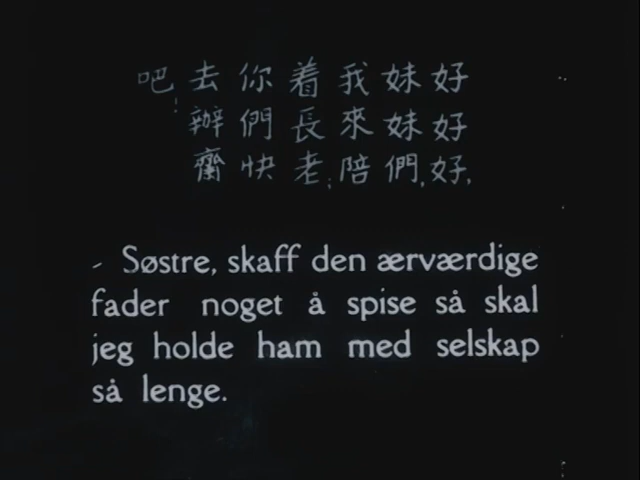 好好好,
妹妹們,
我來陪
着長老;
你們快
去辦齋
吧!
- Søstre, skaff den ærværdige
fader noget å spise så skal
jeg holde ham med selskap
så lenge.